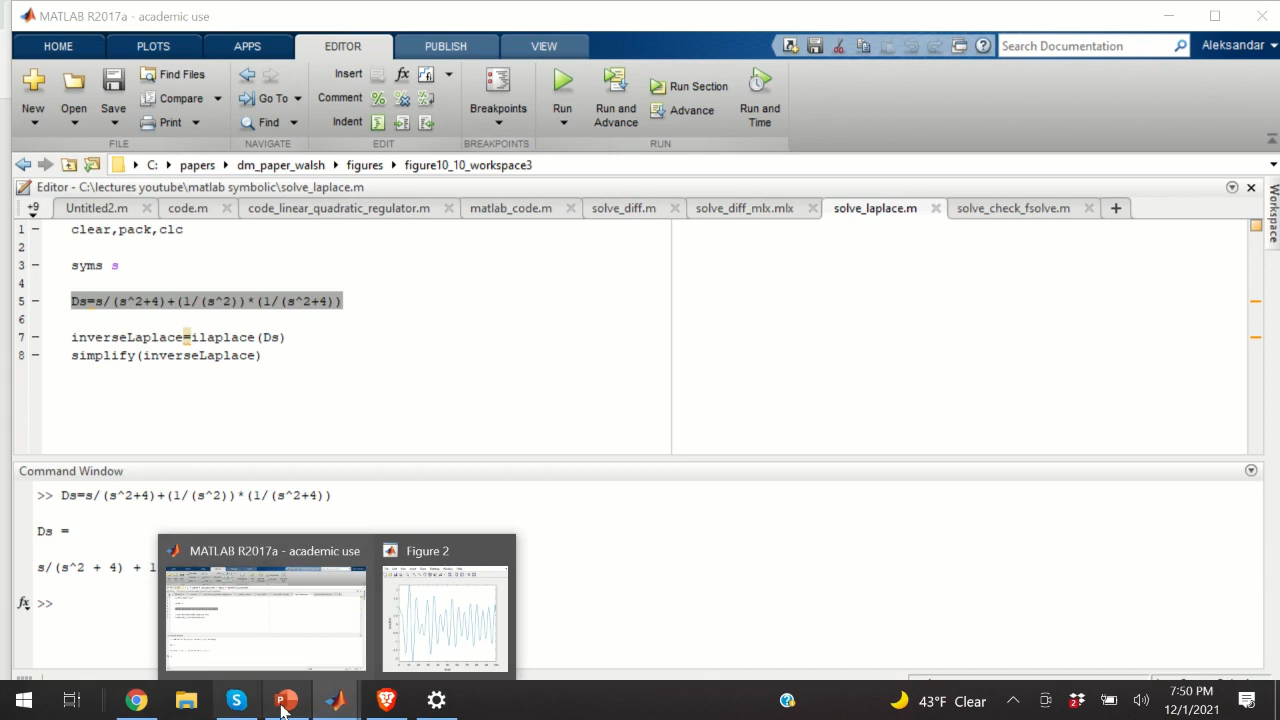 MATLAB R2017a - academic use
HOME PLOTS APPS EDITOR PUBLISH VIEW Search Documentation Aleksandar
Find Files Insert fx Run Section
Compare Go To Comment Advance
New Open Save Print Find Indent Breakpoints Run Run and Advance Run and Time
FILE NAVIGATE EDIT BREAKPOINTS RUN
C: papers dm_paper_walsh figures figure10_10_workspace3
Editor - C:\lectures youtube\matlab symbolic\solve_laplace.m
Workspace
+9 Untitled2.m code.m code_linear_quadratic_regulator.m matlab_code.m solve_diff.m solve_diff_mlx.mlx solve_laplace.m solve_check_fsolve.m
1 clear,pack,clc
2
3 syms s
4
5 Ds=s/(s^2+4)+(1/(s^2))*(1/(s^2+4))
6
7 inverseLaplace=ilaplace(Ds)
8 simplify(inverseLaplace)
Command Window
>> Ds=s/(s^2+4)+(1/(s^2))*(1/(s^2+4))
Ds =
s/(s^2 + 4) + 1
fx >>
MATLAB R2017a - academic use Figure 2
43°F Clear
7:50 PM
12/1/2021